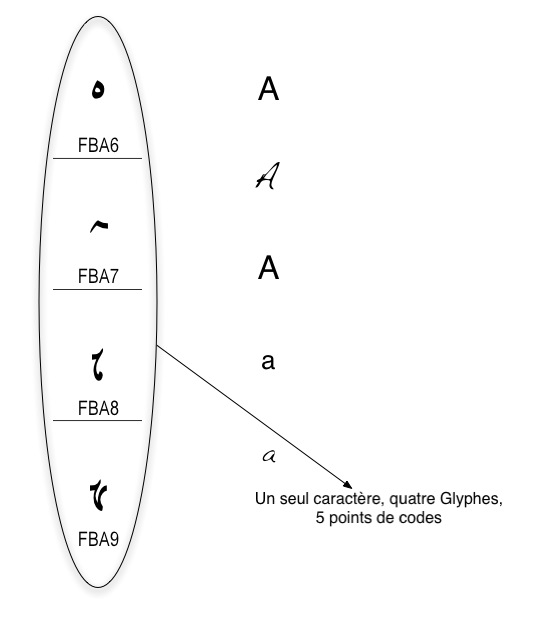 ﮦ
FBA6
ﮧ
FBA7
ﮨ
FBA8
ﮩ
FBA9
A
A
A
a
a
Un seul caractère, quatre Glyphes,
5 points de codes